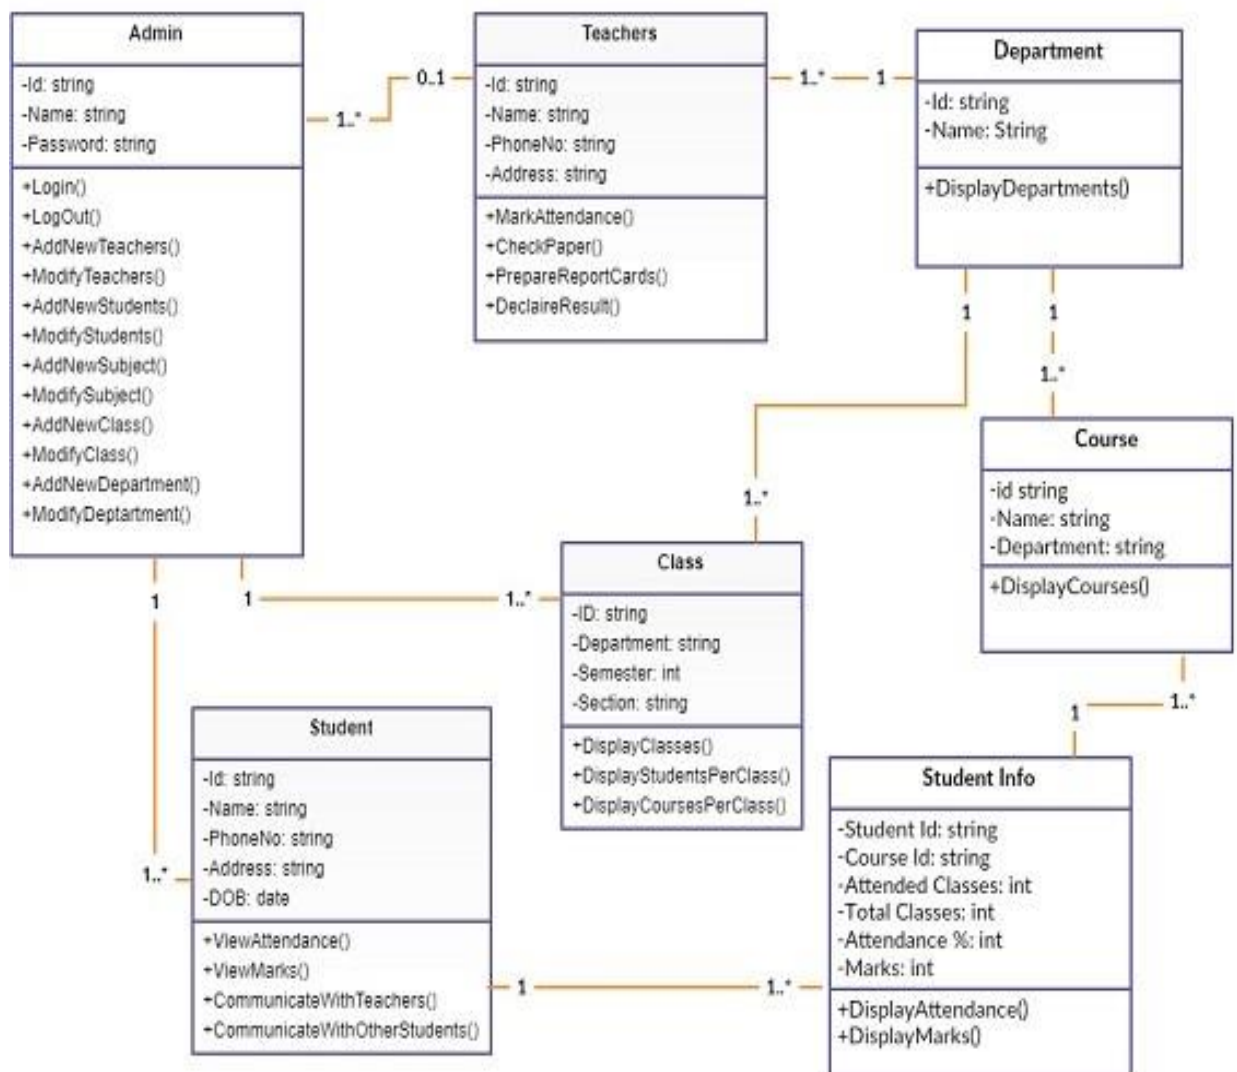 Admin
-Id: string
-Name: string
-Password: string
+Login()
+LogOut()
+AddNewTeachers()
+ModifyTeachers()
+AddNewStudents()
+ModifyStudents()
+AddNewSubject()
+ModifySubject()
+AddNewClass()
+ModifyClass()
+AddNewDepartment()
+ModifyDeptartment()
1..*
0..1
Teachers
-Id: string
-Name: string
-PhoneNo: string
-Address: string
+MarkAttendance()
+CheckPaper()
+PrepareReportCards()
+DeclaireResult()
1..*
1
Department
-Id: string
-Name: String
+DisplayDepartments()
1
1
1..*
1..*
Course
-id string
-Name: string
-Department: string
+DisplayCourses()
1
1
1..*
Class
-ID: string
-Department: string
-Semester: int
-Section: string
+DisplayClasses()
+DisplayStudentsPerClass()
+DisplayCoursesPerClass()
1..*
1
1..*
Student
-Id: string
-Name: string
-PhoneNo: string
-Address: string
-DOB: date
+ViewAttendance()
+ViewMarks()
+CommunicateWithTeachers()
+CommunicateWithOtherStudents()
1
1..*
Student Info
-Student Id: string
-Course Id: string
-Attended Classes: int
-Total Classes: int
-Attendance %: int
-Marks: int
+DisplayAttendance()
+DisplayMarks()